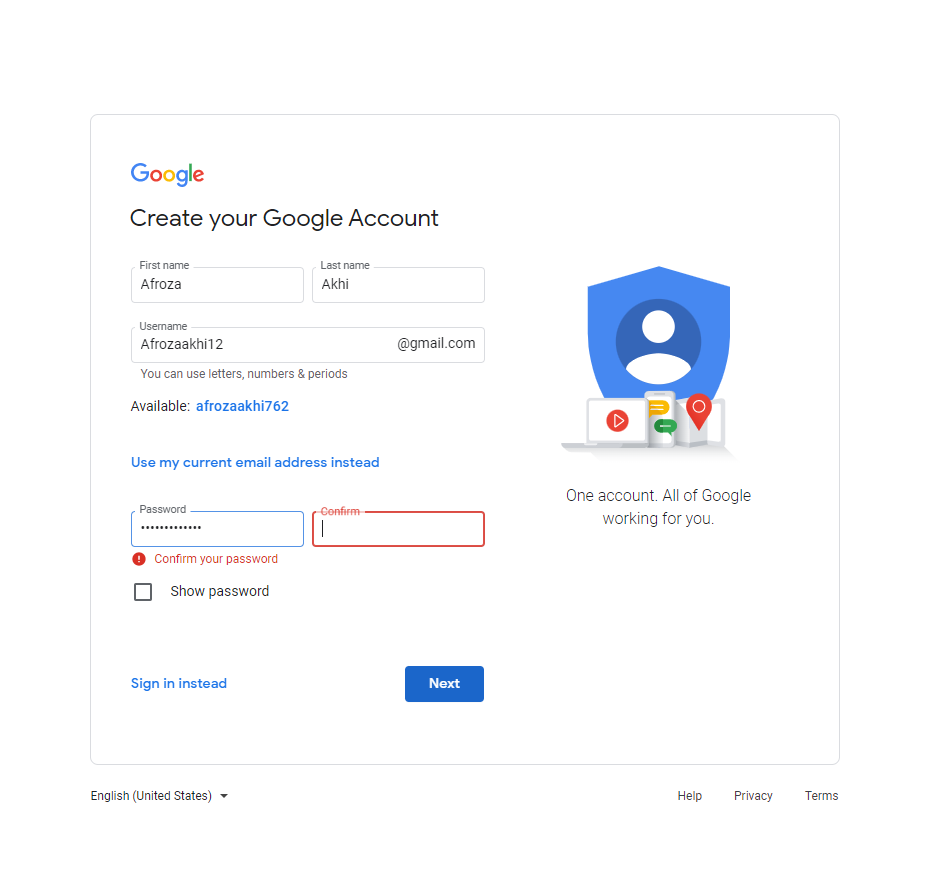 Google
Create your Google Account
First name
Last name
Afroza
Akhi
Username
Afrozaakhi12
@gmail.com
You can use letters, numbers & periods
Available: afrozaakhi762
Use my current email address instead
Password
Confirm
•••••••••••••
Confirm your password
Show password
Sign in instead
Next
One account. All of Google
working for you.
English (United States)
Help
Privacy
Terms